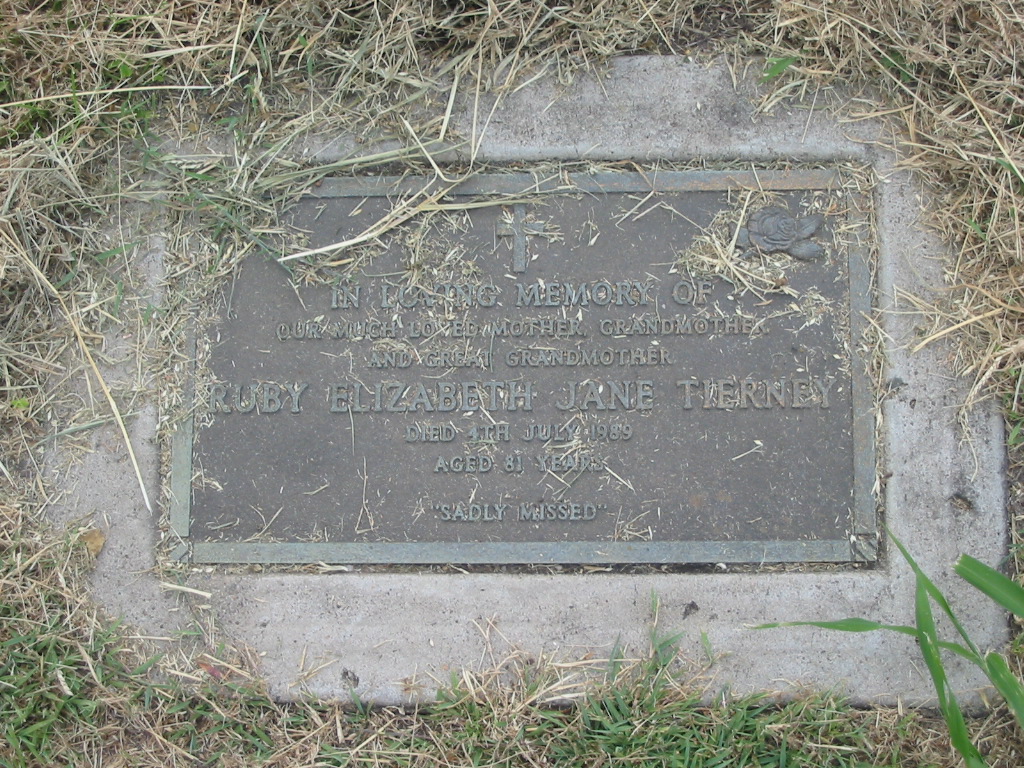 IN LOVING MEMORY OF
OUR MUCH LOVED MOTHER, GRANDMOTHER
AND GREAT GRANDMOTHER
RUBY ELIZABETH JANE TIERNEY
DIED 4TH JULY 1989
AGED 81 YEARS
"SADLY MISSED"